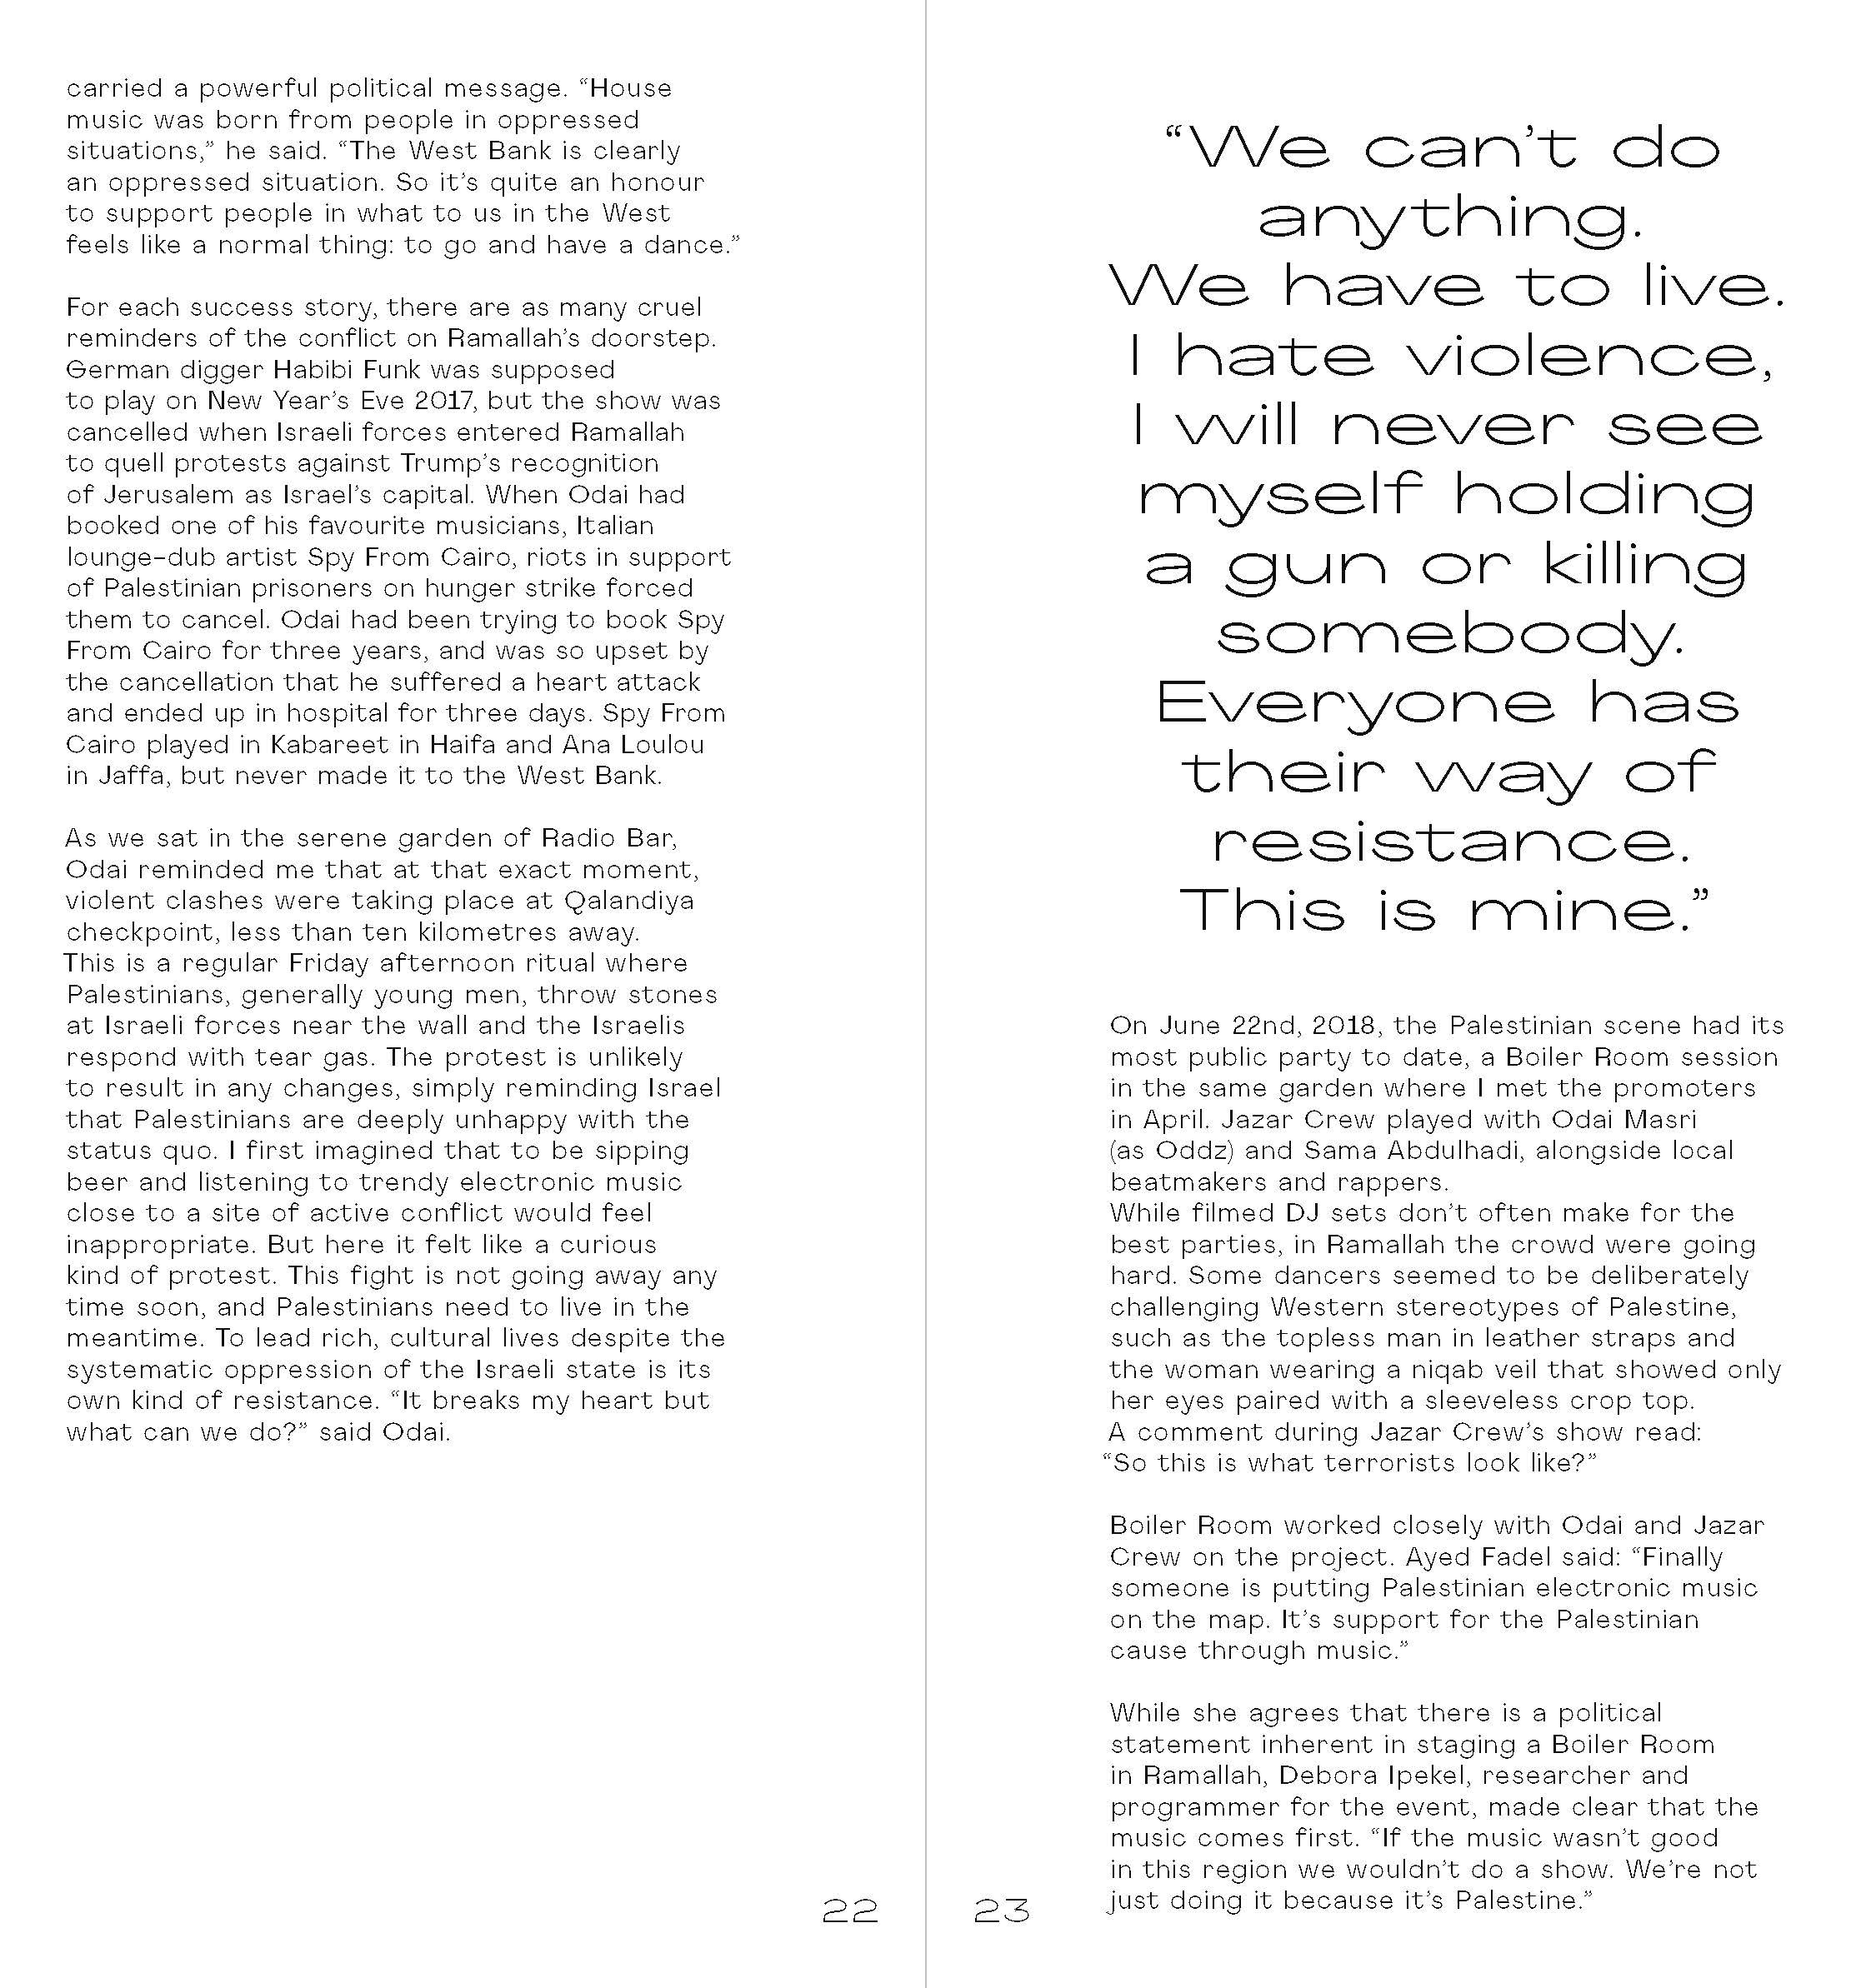 carried a powerful political message. “House
music was born from people in oppressed
situations,” he said. “The West Bank is clearly
an oppressed situation. So it’s quite an honour
to support people in what to us in the West
feels like a normal thing: to go and have a dance.”
For each success story, there are as many cruel
reminders of the conflict on Ramallah’s doorstep.
German digger Habibi Funk was supposed
to play on New Year’s Eve 2017, but the show was
cancelled when Israeli forces entered Ramallah
to quell protests against Trump’s recognition
of Jerusalem as Israel’s capital. When Odai had
booked one of his favourite musicians, Italian
lounge-dub artist Spy From Cairo, riots in support
of Palestinian prisoners on hunger strike forced
them to cancel. Odai had been trying to book Spy
From Cairo for three years, and was so upset by
the cancellation that he suffered a heart attack
and ended up in hospital for three days. Spy From
Cairo played in Kabareet in Haifa and Ana Loulou
in Jaffa, but never made it to the West Bank.
As we sat in the serene garden of Radio Bar,
Odai reminded me that at that exact moment,
violent clashes were taking place at Qalandiya
checkpoint, less than ten kilometres away.
This is a regular Friday afternoon ritual where
Palestinians, generally young men, throw stones
at Israeli forces near the wall and the Israelis
respond with tear gas. The protest is unlikely
to result in any changes, simply reminding Israel
that Palestinians are deeply unhappy with the
status quo. I first imagined that to be sipping
beer and listening to trendy electronic music
close to a site of active conflict would feel
inappropriate. But here it felt like a curious
kind of protest. This fight is not going away any
time soon, and Palestinians need to live in the
meantime. To lead rich, cultural lives despite the
systematic oppression of the Israeli state is its
own kind of resistance. “It breaks my heart but
what can we do?” said Odai.
22
“We can’t do
anything.
We have to live.
I hate violence,
I will never see
myself holding
a gun or killing
somebody.
Everyone has
their way of
resistance.
This is mine.”
On June 22nd, 2018, the Palestinian scene had its
most public party to date, a Boiler Room session
in the same garden where I met the promoters
in April. Jazar Crew played with Odai Masri
(as Oddz) and Sama Abdulhadi, alongside local
beatmakers and rappers.
While filmed DJ sets don’t often make for the
best parties, in Ramallah the crowd were going
hard. Some dancers seemed to be deliberately
challenging Western stereotypes of Palestine,
such as the topless man in leather straps and
the woman wearing a niqab veil that showed only
her eyes paired with a sleeveless crop top.
A comment during Jazar Crew’s show read:
“So this is what terrorists look like?”
Boiler Room worked closely with Odai and Jazar
Crew on the project. Ayed Fadel said: “Finally
someone is putting Palestinian electronic music
on the map. It’s support for the Palestinian
cause through music.”
While she agrees that there is a political
statement inherent in staging a Boiler Room
in Ramallah, Debora Ipekel, researcher and
programmer for the event, made clear that the
music comes first. “If the music wasn’t good
in this region we wouldn’t do a show. We’re not
just doing it because it’s Palestine.”
23